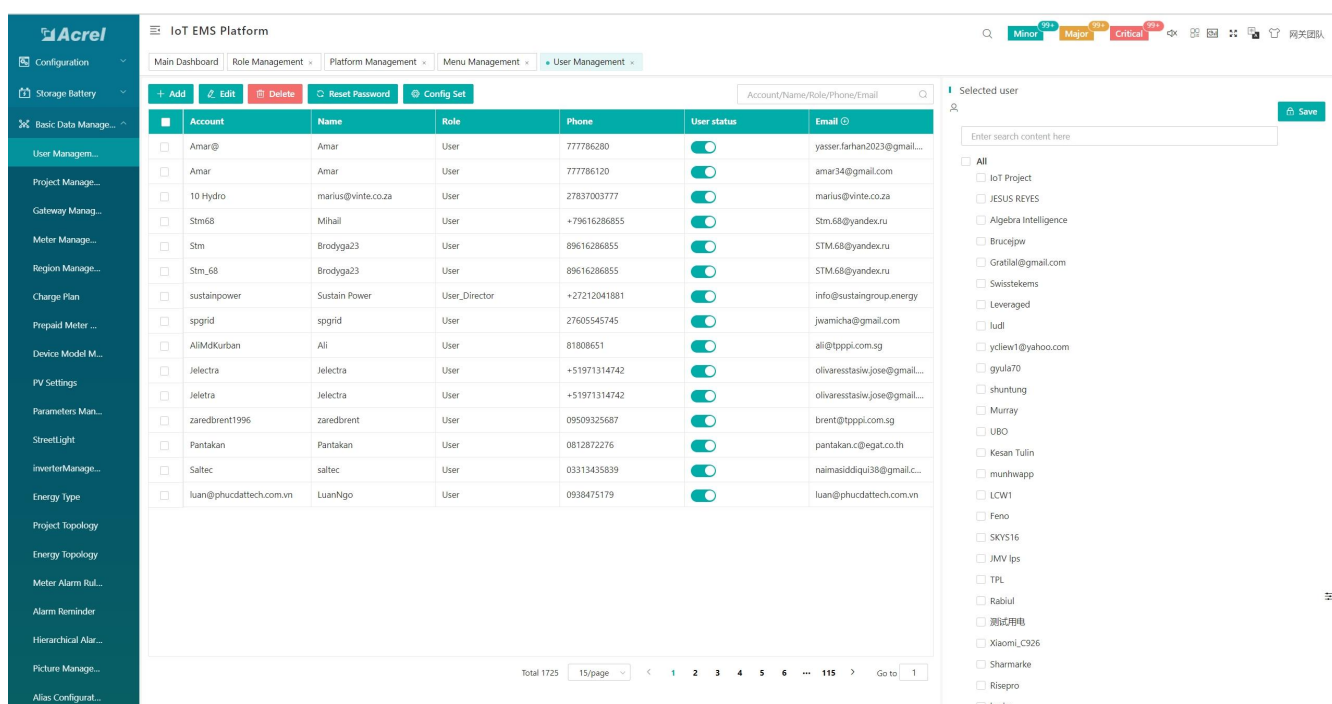 Acrel
IoT EMS Platform
Minor 99+ Major 99+ Critical 99+ 网关团队
Configuration
Storage Battery
Basic Data Manage...
User Managem...
Project Manage...
Gateway Manag...
Meter Manage...
Region Manage...
Charge Plan
Prepaid Meter ...
Device Model M...
PV Settings
Parameters Man...
StreetLight
inverterManage...
Energy Type
Project Topology
Energy Topology
Meter Alarm Rul...
Alarm Reminder
Hierarchical Alar...
Picture Manage...
Alias Configurat...
Main Dashboard Role Management × Platform Management × Menu Management × User Management ×
+ Add Edit Delete Reset Password Config Set Account/Name/Role/Phone/Email
Account Name Role Phone User status Email
Amar@ Amar User 777786280 yasser.farhan2023@gmail....
Amar Amar User 777786120 amar34@gmail.com
10 Hydro marius@vinte.co.za User 27837003777 marius@vinte.co.za
Stm68 Mihail User +79616286855 Stm.68@yandex.ru
Stm Brodyga23 User 89616286855 STM.68@yandex.ru
Stm_68 Brodyga23 User 89616286855 STM.68@yandex.ru
sustainpower Sustain Power User_Director +27212041881 info@sustaingroup.energy
spgrid spgrid User 27605545745 jwamicha@gmail.com
AliMdKurban Ali User 81808651 ali@tpppi.com.sg
Jelectra Jelectra User +51971314742 olivaresstasiw.jose@gmail....
Jeletra Jelectra User +51971314742 olivaresstasiw.jose@gmail....
zaredbrent1996 zaredbrent User 09509325687 brent@tpppi.com.sg
Pantakan Pantakan User 0812872276 pantakan.c@egat.co.th
Saltec saltec User 03313435839 naimasiddiqui38@gmail.c...
luan@phucdattech.com.vn LuanNgo User 0938475179 luan@phucdattech.com.vn
Total 1725 15/page < 1 2 3 4 5 6 ... 115 > Go to 1
Selected user
Save
Enter search content here
All
IoT Project
JESUS REYES
Algebra Intelligence
Brucejpw
Gratilal@gmail.com
Swisstekems
Leveraged
ludl
ycliew1@yahoo.com
gyula70
shuntung
Murray
UBO
Kesan Tulin
munhwapp
LCW1
Feno
SKYS16
JMV lps
TPL
Rabiul
测试用电
Xiaomi_C926
Sharmarke
Risepro